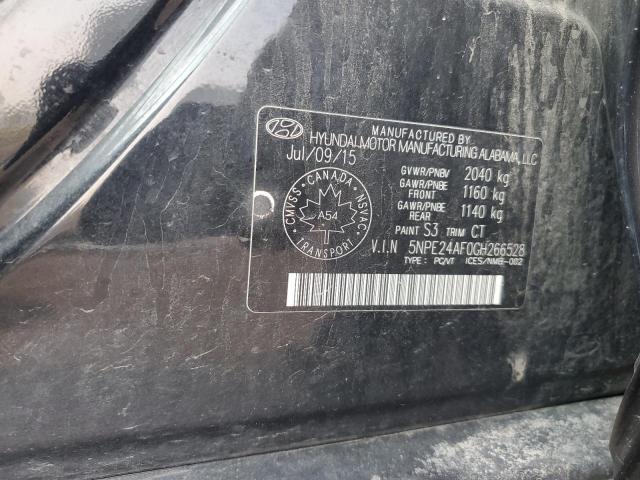 MANUFACTURED BY
HYUNDAI MOTOR MANUFACTURING ALABAMA, LLC
Jul/09/15
GVWR/PNBV 2040 kg
GAWR/PNBE FRONT 1160 kg
GAWR/PNBE REAR 1140 kg
PAINT S3 TRIM CT
V.I.N 5NPE24AF0GH266528
TYPE : PC/VT ICES/NMB-002
CMVSS · CANADA · NSVAC
A54
TRANSPORT